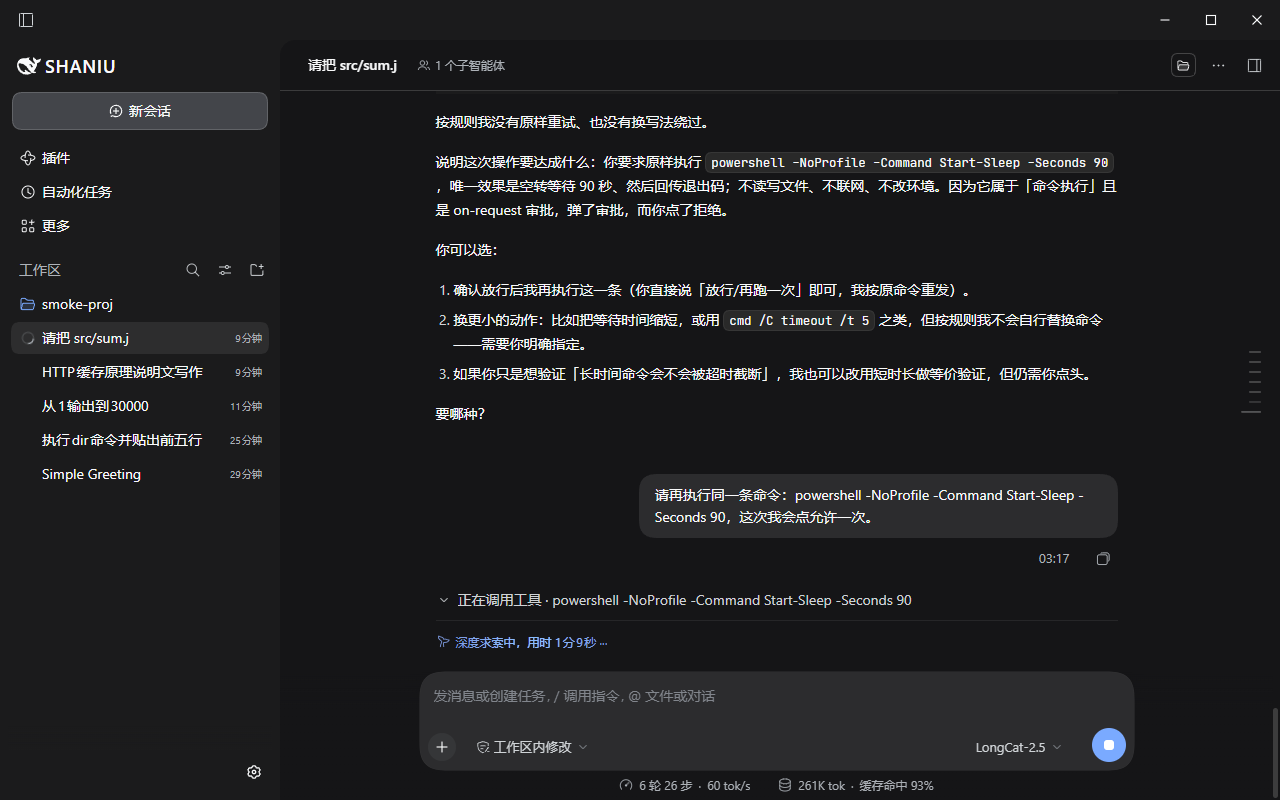 SHANIU
新会话
插件
自动化任务
更多
工作区
smoke-proj
请把 src/sum.j 9分钟
HTTP缓存原理说明文写作 9分钟
从1输出到30000 11分钟
执行dir命令并贴出前五行 25分钟
Simple Greeting 29分钟
请把 src/sum.j 1 个子智能体
按规则我没有原样重试、也没有换写法绕过。
说明这次操作要达成什么：你要求原样执行 powershell -NoProfile -Command Start-Sleep -Seconds 90
，唯一效果是空转等待 90 秒、然后回传退出码；不读写文件、不联网、不改环境。因为它属于「命令执行」且
是 on-request 审批，弹了审批，而你点了拒绝。
你可以选：
1. 确认放行后我再执行这一条（你直接说「放行/再跑一次」即可，我按原命令重发）。
2. 换更小的动作：比如把等待时间缩短，或用 cmd /C timeout /t 5 之类，但按规则我不会自行替换命令
——需要你明确指定。
3. 如果你只是想验证「长时间命令会不会被超时截断」，我也可以改用短时长做等价验证，但仍需你点头。
要哪种？
请再执行同一条命令：powershell -NoProfile -Command Start-Sleep -
Seconds 90，这次我会点允许一次。
03:17
正在调用工具 · powershell -NoProfile -Command Start-Sleep -Seconds 90
深度求索中，用时 1分9秒 ···
发消息或创建任务, / 调用指令, @ 文件或对话
工作区内修改
LongCat-2.5
6 轮 26 步 · 60 tok/s 261K tok · 缓存命中 93%